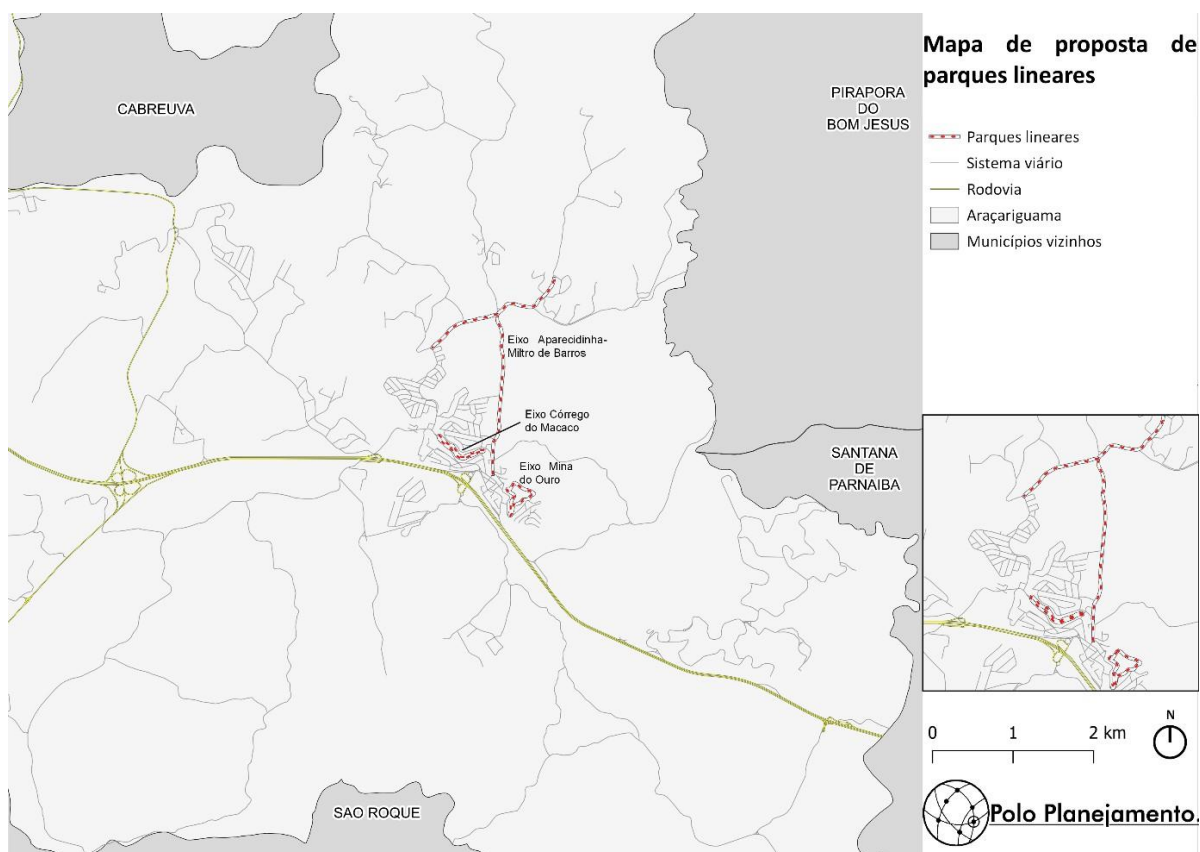 Mapa de proposta de
parques lineares
Parques lineares
Sistema viário
Rodovia
Araçariguama
Municípios vizinhos
CABREUVA
PIRAPORA
DO
BOM JESUS
Eixo Aparecidinha-
Miltro de Barros
Eixo Córrego
do Macaco
Eixo Mina
do Ouro
SANTANA
DE
PARNAIBA
SAO ROQUE
0 1 2 km
N
Polo Planejamento.